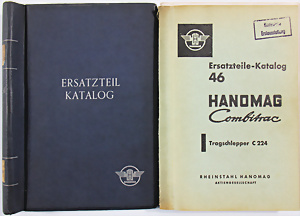 ERSATZTEIL
KATALOG
Ersatzteile-Katalog
46
HANOMAG
Combitrac
Tragschlepper C 224
RHEINSTAHL HANOMAG
AKTIENGESELLSCHAFT